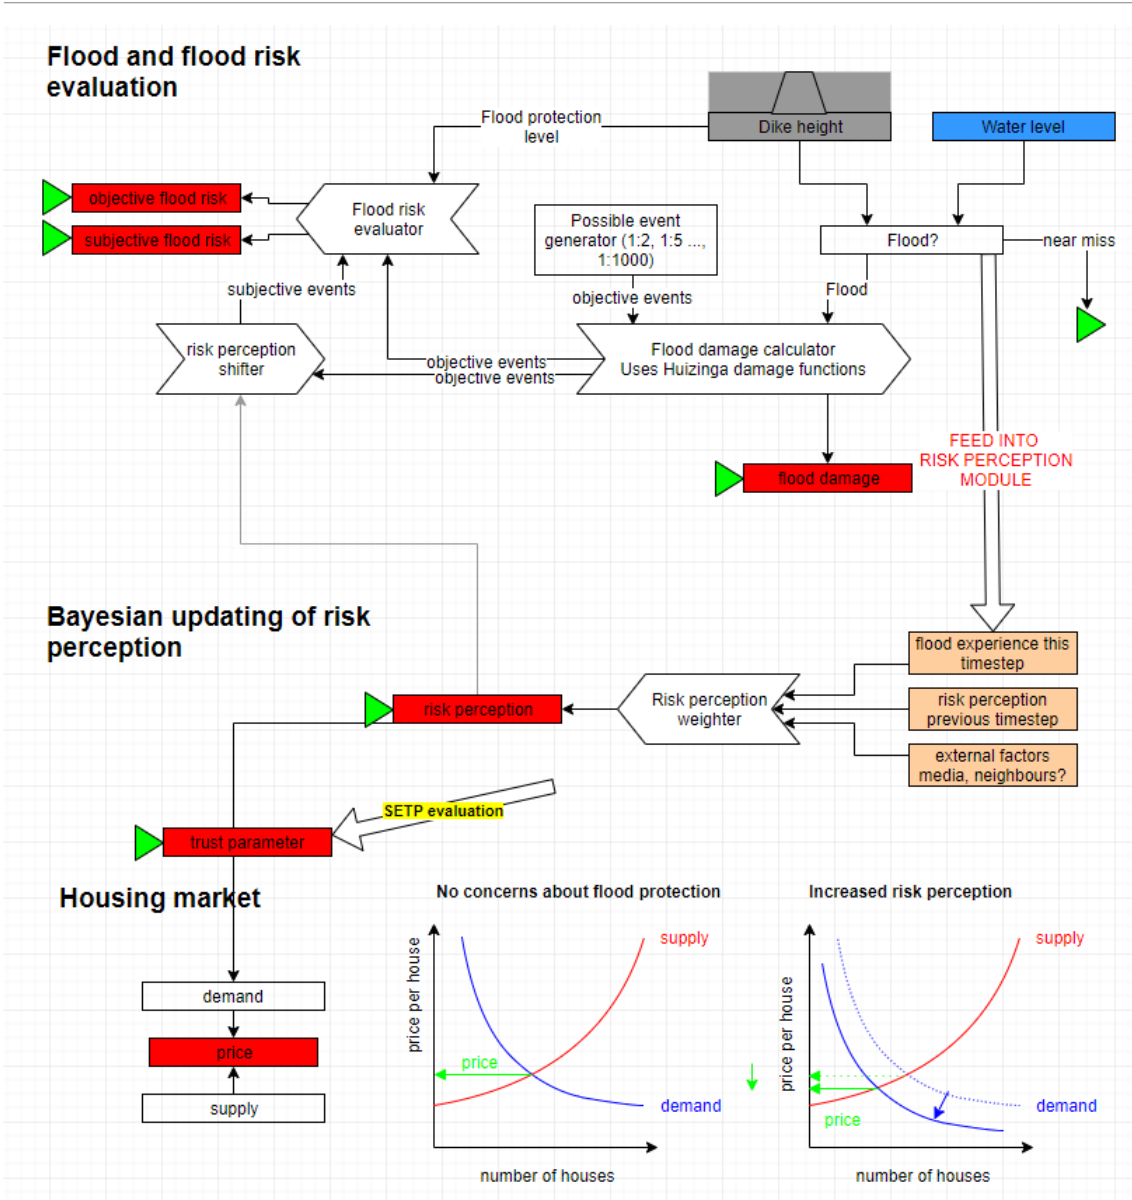 Flood and flood risk
evaluation
Flood protection
level
Dike height
Water level
objective flood risk
subjective flood risk
Flood risk
evaluator
Possible event
generator (1:2, 1:5 ...,
1:1000)
Flood?
near miss
subjective events
objective events
Flood
risk perception
shifter
objective events
objective events
Flood damage calculator
Uses Huizinga damage functions
FEED INTO
RISK PERCEPTION
MODULE
flood damage
Bayesian updating of risk
perception
flood experience this
timestep
risk perception
Risk perception
weighter
risk perception
previous timestep
external factors
media, neighbours?
SETP evaluation
trust parameter
Housing market
demand
price
supply
No concerns about flood protection
price per house
supply
price
demand
number of houses
Increased risk perception
price per house
supply
price
demand
number of houses